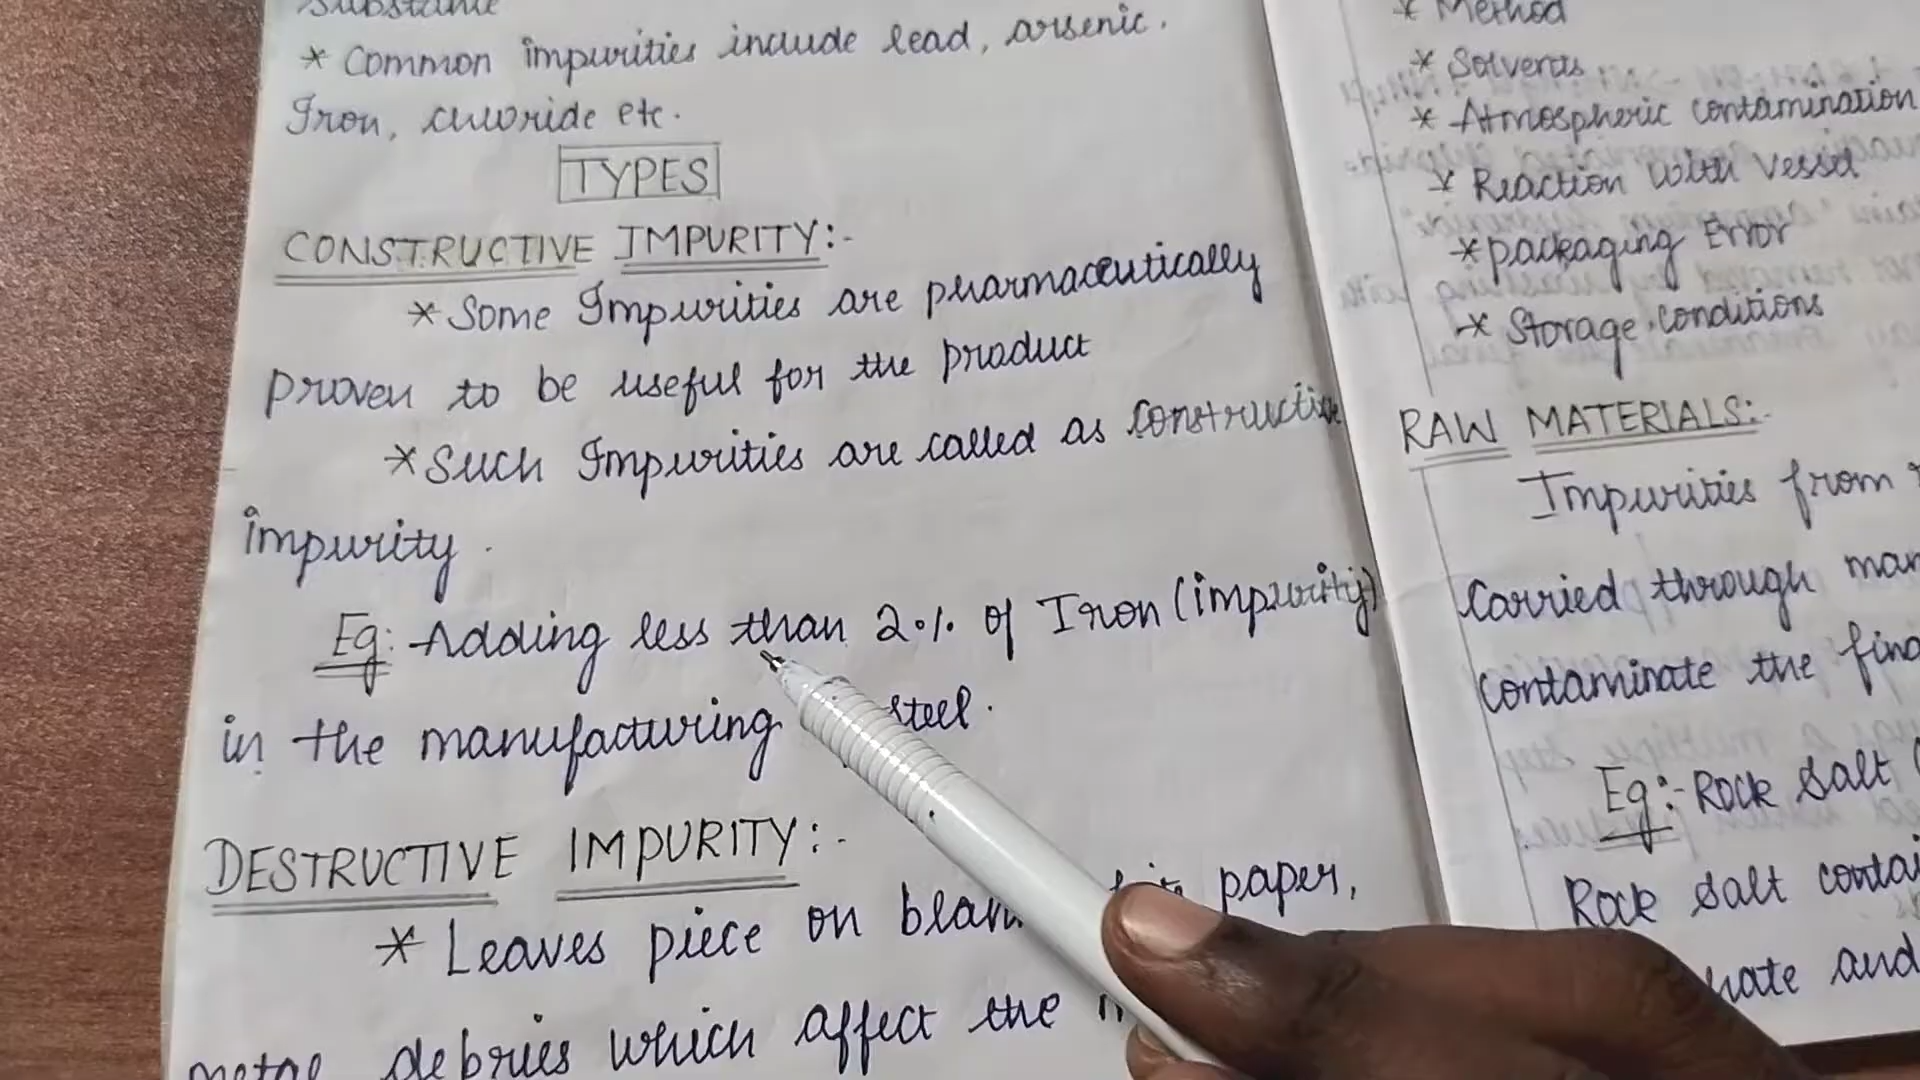 Substance
* Common impurities include lead, arsenic.
Iron, chloride etc.
TYPES
CONSTRUCTIVE IMPURITY:-
* Some Impurities are pharmaceutically
proven to be useful for the product
* Such Impurities are called as constructive
impurity.
Eg: Adding less than 2% of Iron (impurity)
in the manufacturing steel.
DESTRUCTIVE IMPURITY:-
* Leaves piece on paper,
metal debries which affect the
* Method
* Solvents
* Atmospheric contamination
* Reaction with vessel
* packaging Error
* Storage conditions
RAW MATERIALS:-
Impurities from
carried through
contaminate the
Eg:- Rock Salt
Rock Salt
and